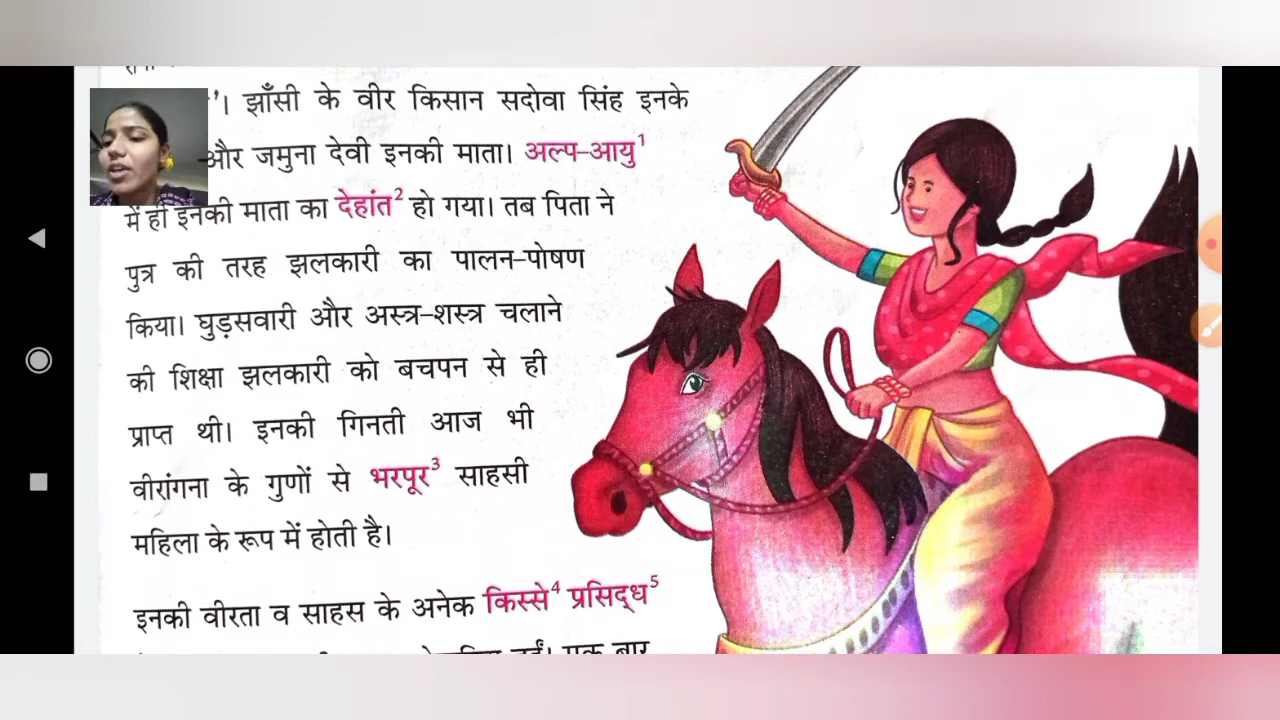 झाँसी के वीर किसान सदोवा सिंह इनके
और जमुना देवी इनकी माता। अल्प-आयु¹
में ही इनकी माता का देहांत² हो गया। तब पिता ने
पुत्र की तरह झलकारी का पालन-पोषण
किया। घुड़सवारी और अस्त्र-शस्त्र चलाने
की शिक्षा झलकारी को बचपन से ही
प्राप्त थी। इनकी गिनती आज भी
वीरांगना के गुणों से भरपूर³ साहसी
महिला के रूप में होती है।
इनकी वीरता व साहस के अनेक किस्से⁴ प्रसिद्ध⁵